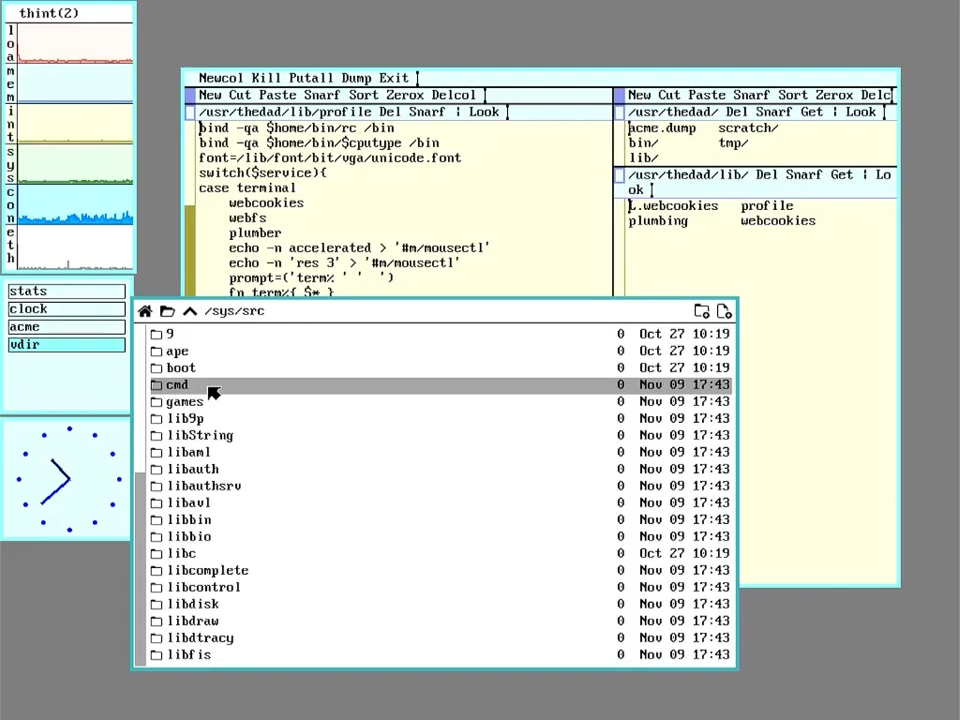 thint(2)
loa
mem
int
sys
con
eth
stats
clock
acme
vdir
Newcol Kill Putall Dump Exit
New Cut Paste Snarf Sort Zerox Delcol
/usr/thedad/lib/profile Del Snarf | Look
bind -qa $home/bin/rc /bin
bind -qa $home/bin/$cputype /bin
font=/lib/font/bit/vga/unicode.font
switch($service){
case terminal
webcookies
webfs
plumber
echo -n accelerated > '#m/mousectl'
echo -n 'res 3' > '#m/mousectl'
prompt=('term% ' '	')
fn term%{ $* }
New Cut Paste Snarf Sort Zerox Delc
/usr/thedad/ Del Snarf Get | Look
acme.dump scratch/
bin/ tmp/
lib/
/usr/thedad/lib/ Del Snarf Get | Lo
ok
L.webcookies profile
plumbing webcookies
/sys/src
9 0 Oct 27 10:19
ape 0 Oct 27 10:19
boot 0 Oct 27 10:19
cmd 0 Nov 09 17:43
games 0 Nov 09 17:43
lib9p 0 Nov 09 17:43
libString 0 Nov 09 17:43
libaml 0 Nov 09 17:43
libauth 0 Nov 09 17:43
libauthsrv 0 Nov 09 17:43
libavl 0 Nov 09 17:43
libbin 0 Nov 09 17:43
libbio 0 Nov 09 17:43
libc 0 Oct 27 10:19
libcomplete 0 Nov 09 17:43
libcontrol 0 Nov 09 17:43
libdisk 0 Nov 09 17:43
libdraw 0 Nov 09 17:43
libdtracy 0 Nov 09 17:43
libfis 0 Nov 09 17:43